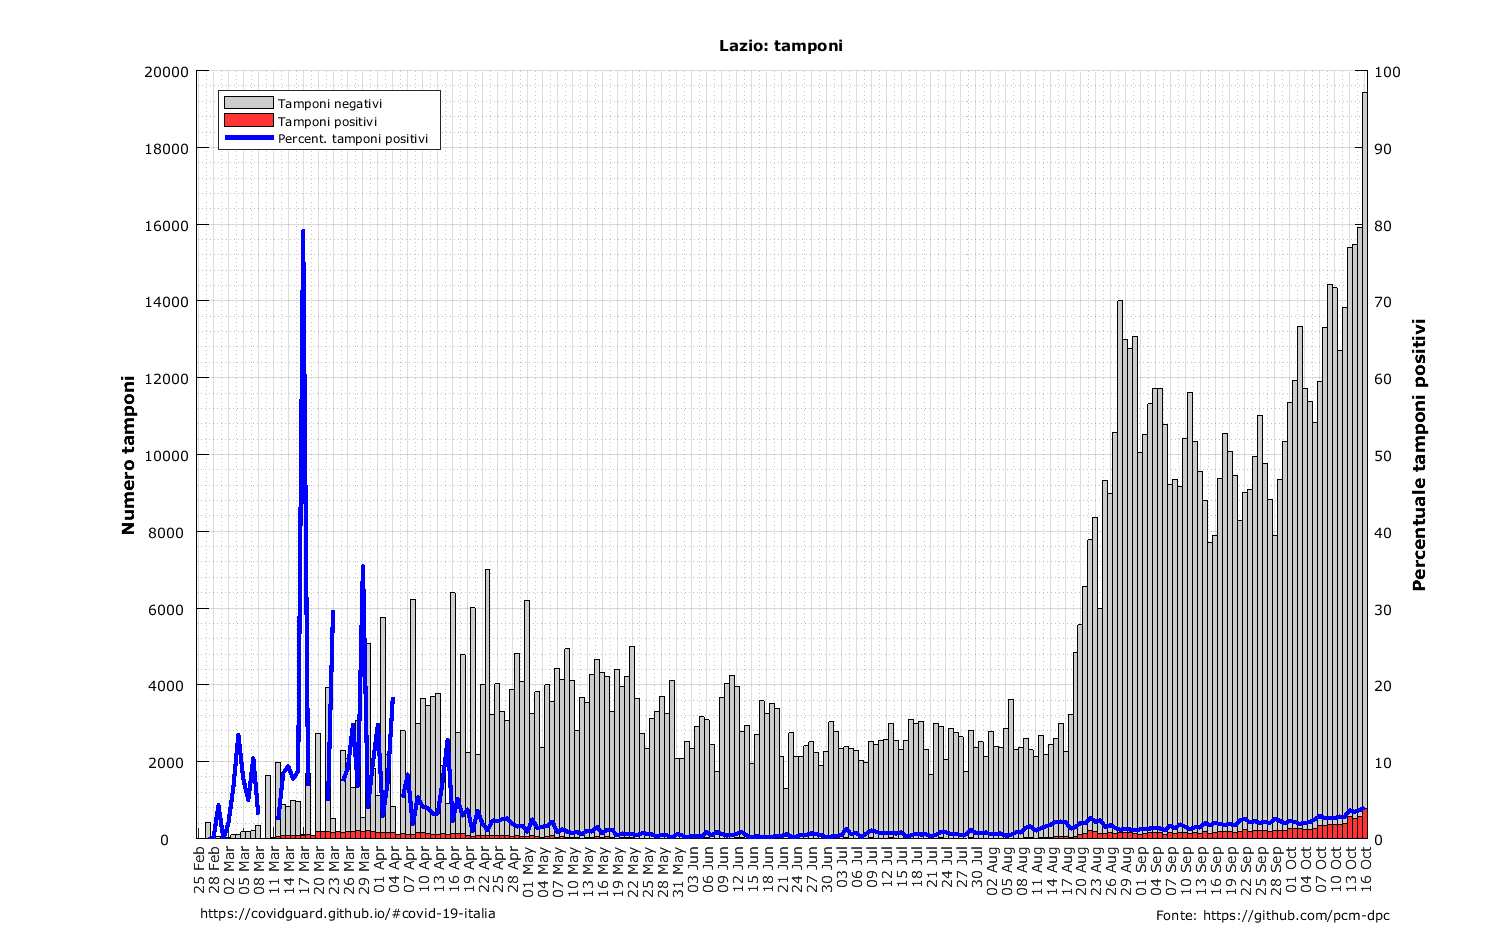 Lazio: tamponi
Tamponi negativi
Tamponi positivi
Percent. tamponi positivi
Numero tamponi
20000
18000
16000
14000
12000
10000
8000
6000
4000
2000
0
Percentuale tamponi positivi
100
90
80
70
60
50
40
30
20
10
0
25 Feb
28 Feb
02 Mar
05 Mar
08 Mar
11 Mar
14 Mar
17 Mar
20 Mar
23 Mar
26 Mar
29 Mar
01 Apr
04 Apr
07 Apr
10 Apr
13 Apr
16 Apr
19 Apr
22 Apr
25 Apr
28 Apr
01 May
04 May
07 May
10 May
13 May
16 May
19 May
22 May
25 May
28 May
31 May
03 Jun
06 Jun
09 Jun
12 Jun
15 Jun
18 Jun
21 Jun
24 Jun
27 Jun
30 Jun
03 Jul
06 Jul
09 Jul
12 Jul
15 Jul
18 Jul
21 Jul
24 Jul
27 Jul
30 Jul
02 Aug
05 Aug
08 Aug
11 Aug
14 Aug
17 Aug
20 Aug
23 Aug
26 Aug
29 Aug
01 Sep
04 Sep
07 Sep
10 Sep
13 Sep
16 Sep
19 Sep
22 Sep
25 Sep
28 Sep
01 Oct
04 Oct
07 Oct
10 Oct
13 Oct
16 Oct
https://covidguard.github.io/#covid-19-italia
Fonte: https://github.com/pcm-dpc